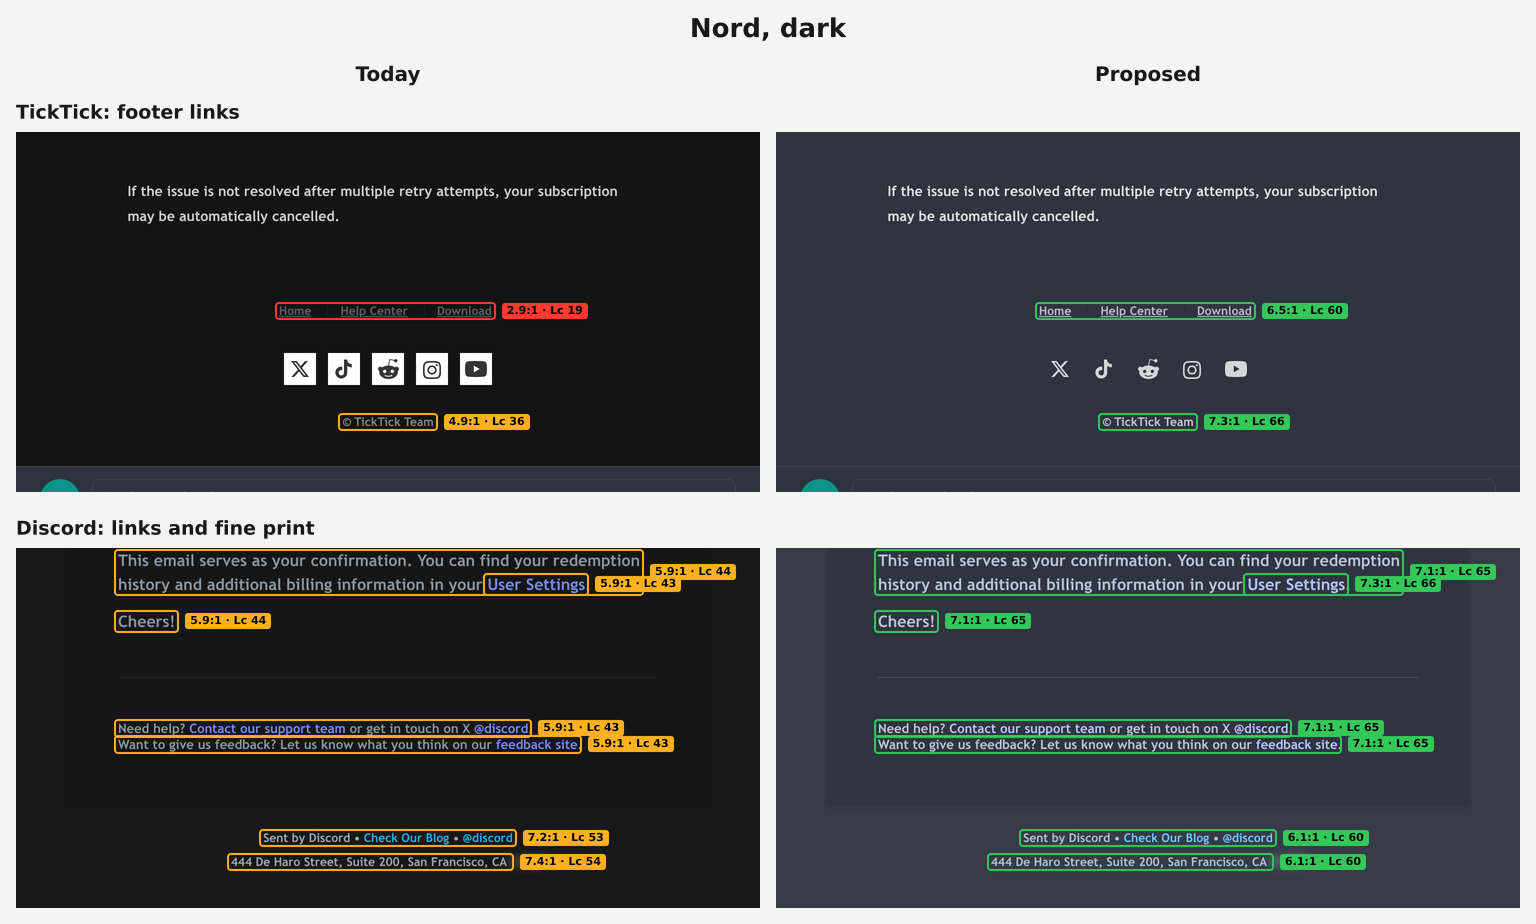 Nord, dark
Today
Proposed
TickTick: footer links
If the issue is not resolved after multiple retry attempts, your subscription
may be automatically cancelled.
Home Help Center Download 2.9:1 · Lc 19
© TickTick Team 4.9:1 · Lc 36
If the issue is not resolved after multiple retry attempts, your subscription
may be automatically cancelled.
Home Help Center Download 6.5:1 · Lc 60
© TickTick Team 7.3:1 · Lc 66
Discord: links and fine print
This email serves as your confirmation. You can find your redemption 5.9:1 · Lc 44
history and additional billing information in your User Settings 5.9:1 · Lc 43
Cheers! 5.9:1 · Lc 44
Need help? Contact our support team or get in touch on X @discord 5.9:1 · Lc 43
Want to give us feedback? Let us know what you think on our feedback site. 5.9:1 · Lc 43
Sent by Discord • Check Our Blog • @discord 7.2:1 · Lc 53
444 De Haro Street, Suite 200, San Francisco, CA 7.4:1 · Lc 54
This email serves as your confirmation. You can find your redemption 7.1:1 · Lc 65
history and additional billing information in your User Settings 7.3:1 · Lc 66
Cheers! 7.1:1 · Lc 65
Need help? Contact our support team or get in touch on X @discord 7.1:1 · Lc 65
Want to give us feedback? Let us know what you think on our feedback site. 7.1:1 · Lc 65
Sent by Discord • Check Our Blog • @discord 6.1:1 · Lc 60
444 De Haro Street, Suite 200, San Francisco, CA 6.1:1 · Lc 60